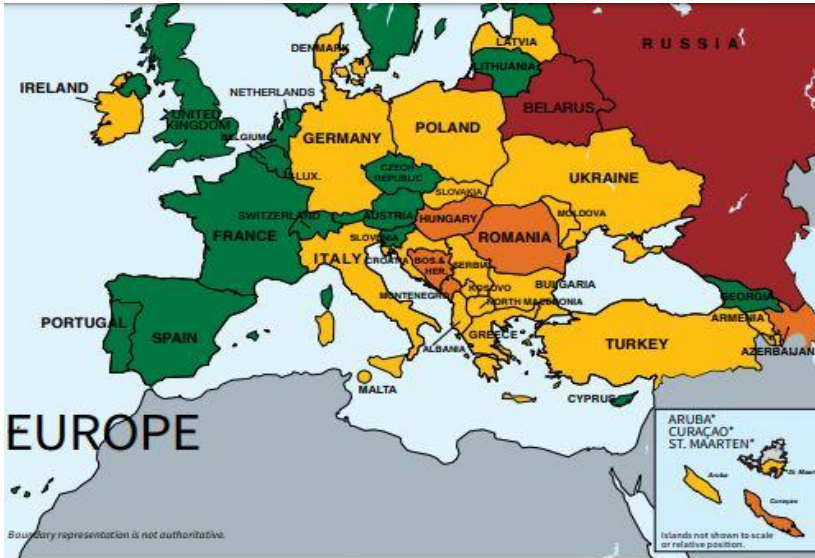 RUSSIA
DENMARK
LATVIA
LITHUANIA
IRELAND
NETHERLANDS
BELARUS
UNITED
KINGDOM
BELGIUM
GERMANY
POLAND
LUX.
CZECH
REPUBLIC
UKRAINE
SLOVAKIA
SWITZERLAND
AUSTRIA
HUNGARY
MOLDOVA
FRANCE
SLOVENIA
ROMANIA
ITALY
CROATIA
BOS.&
HER.
SERBIA
MONTENEGRO
KOSOVO
BULGARIA
NORTH MACEDONIA
GEORGIA
PORTUGAL
SPAIN
ALBANIA
GREECE
TURKEY
ARMENIA
AZERBAIJAN
MALTA
CYPRUS
EUROPE
ARUBA*
CURAÇAO*
ST. MAARTEN*
Aruba
St. Maart
Curaçao
Islands not shown to scale
or relative position.
Boundary representation is not authoritative.